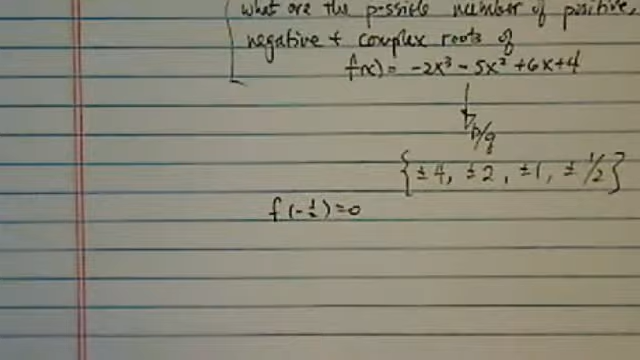 what are the possible number of positive,
negative + complex roots of
f(x) = -2x³ - 5x² + 6x + 4
p/q
{± 4, ± 2, ± 1, ± 1/2}
f(-1/2) = 0